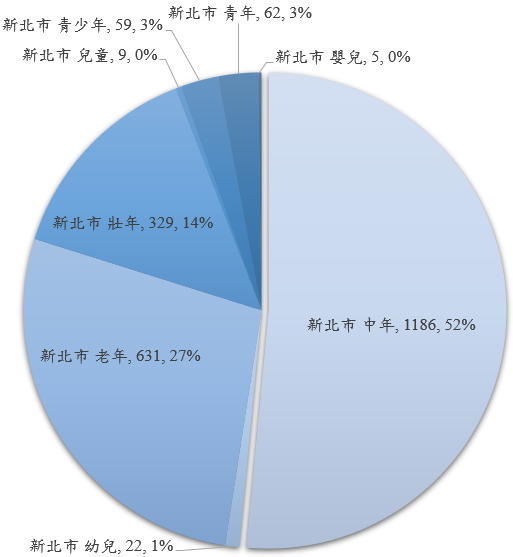 新北市 青年, 62, 3%
新北市 青少年, 59, 3%
新北市 兒童, 9, 0%
新北市 嬰兒, 5, 0%
新北市 壯年, 329, 14%
新北市 中年, 1186, 52%
新北市 老年, 631, 27%
新北市 幼兒, 22, 1%